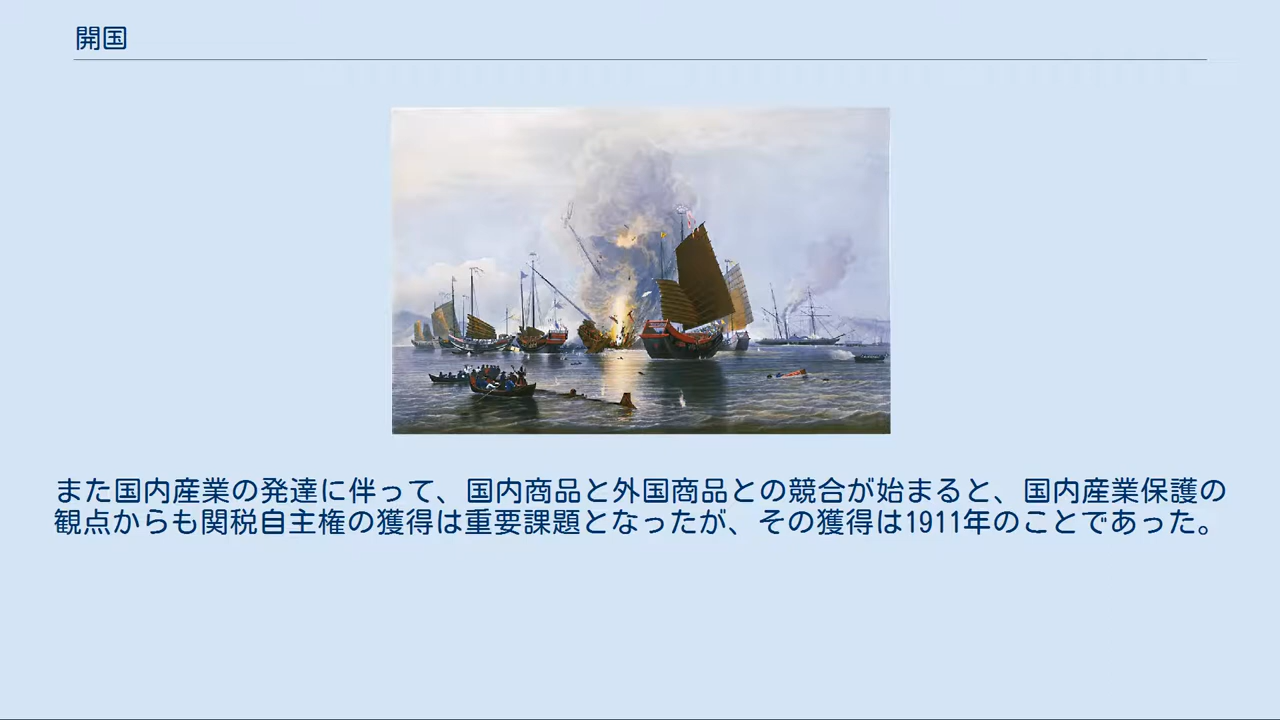 開国
また国内産業の発達に伴って、国内商品と外国商品との競合が始まると、国内産業保護の
観点からも関税自主権の獲得は重要課題となったが、その獲得は1911年のことであった。